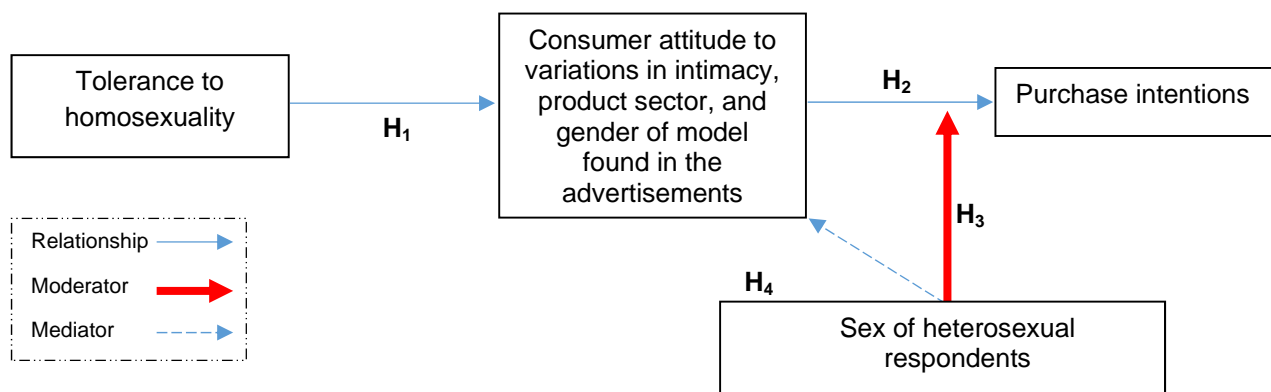 Tolerance to
homosexuality
H1
Consumer attitude to
variations in intimacy,
product sector, and
gender of model
found in the
advertisements
H2
Purchase intentions
H3
H4
Sex of heterosexual
respondents
Relationship
Moderator
Mediator